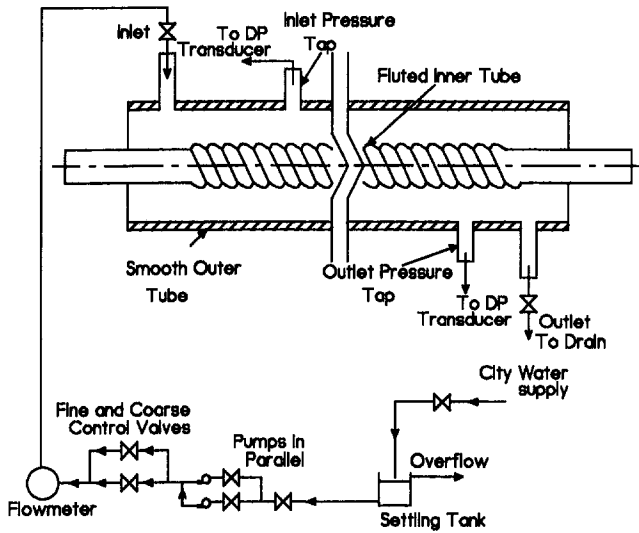 Inlet
To DP
Transducer
Inlet Pressure
Tap
Fluted Inner Tube
Smooth Outer
Tube
Outlet Pressure
Tap
To DP
Transducer
Outlet
To Drain
City Water
supply
Fine and Coarse
Control Valves
Pumps In
Parallel
Overflow
Flowmeter
Settling Tank